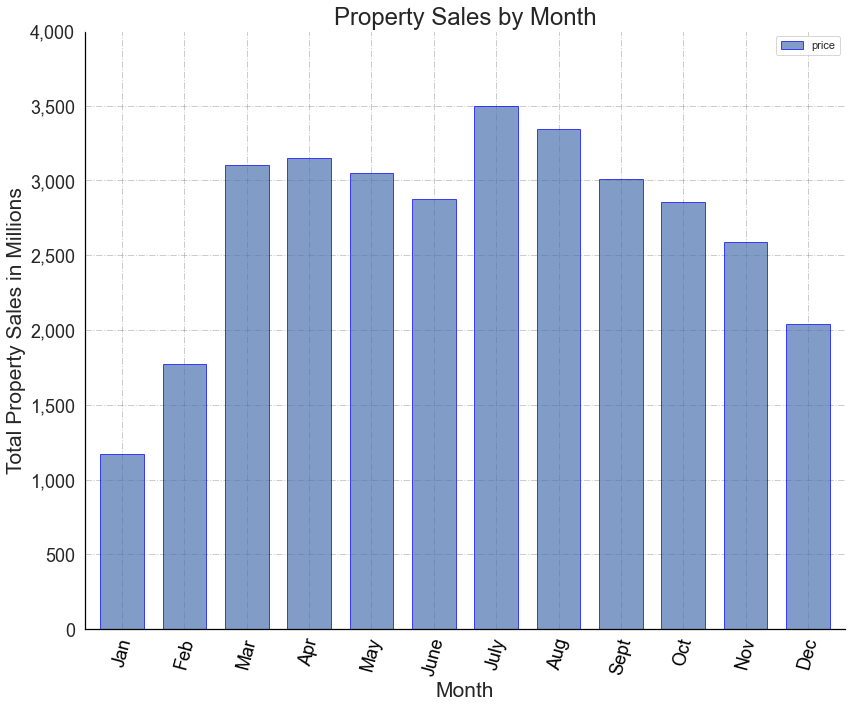 Property Sales by Month
price
Total Property Sales in Millions
4,000
3,500
3,000
2,500
2,000
1,500
1,000
500
0
Jan Feb Mar Apr May June July Aug Sept Oct Nov Dec
Month